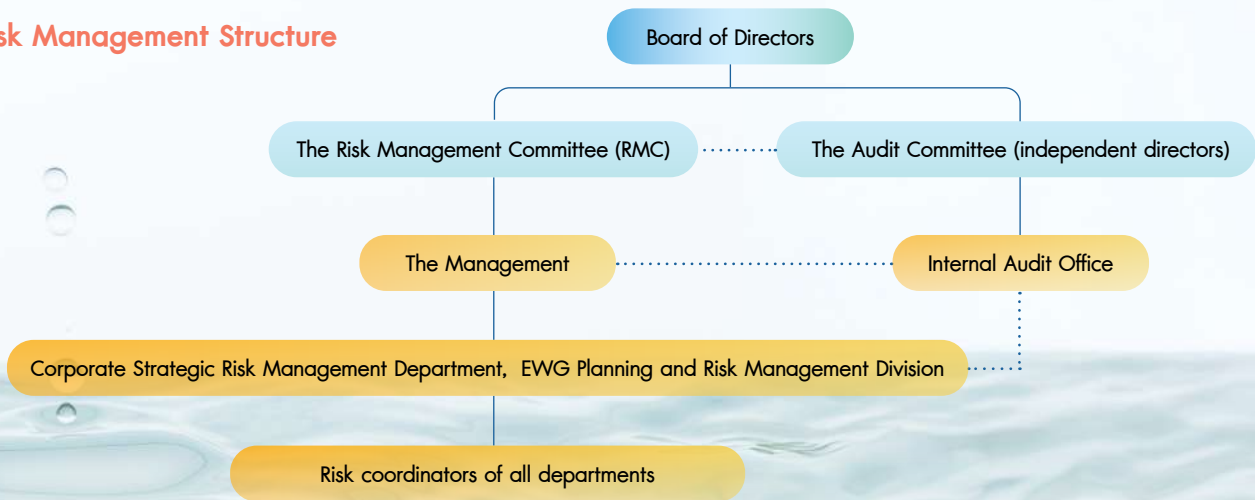 sk Management Structure
Board of Directors
The Risk Management Committee (RMC)
The Audit Committee (independent directors)
The Management
Internal Audit Office
Corporate Strategic Risk Management Department, EWG Planning and Risk Management Division
Risk coordinators of all departments